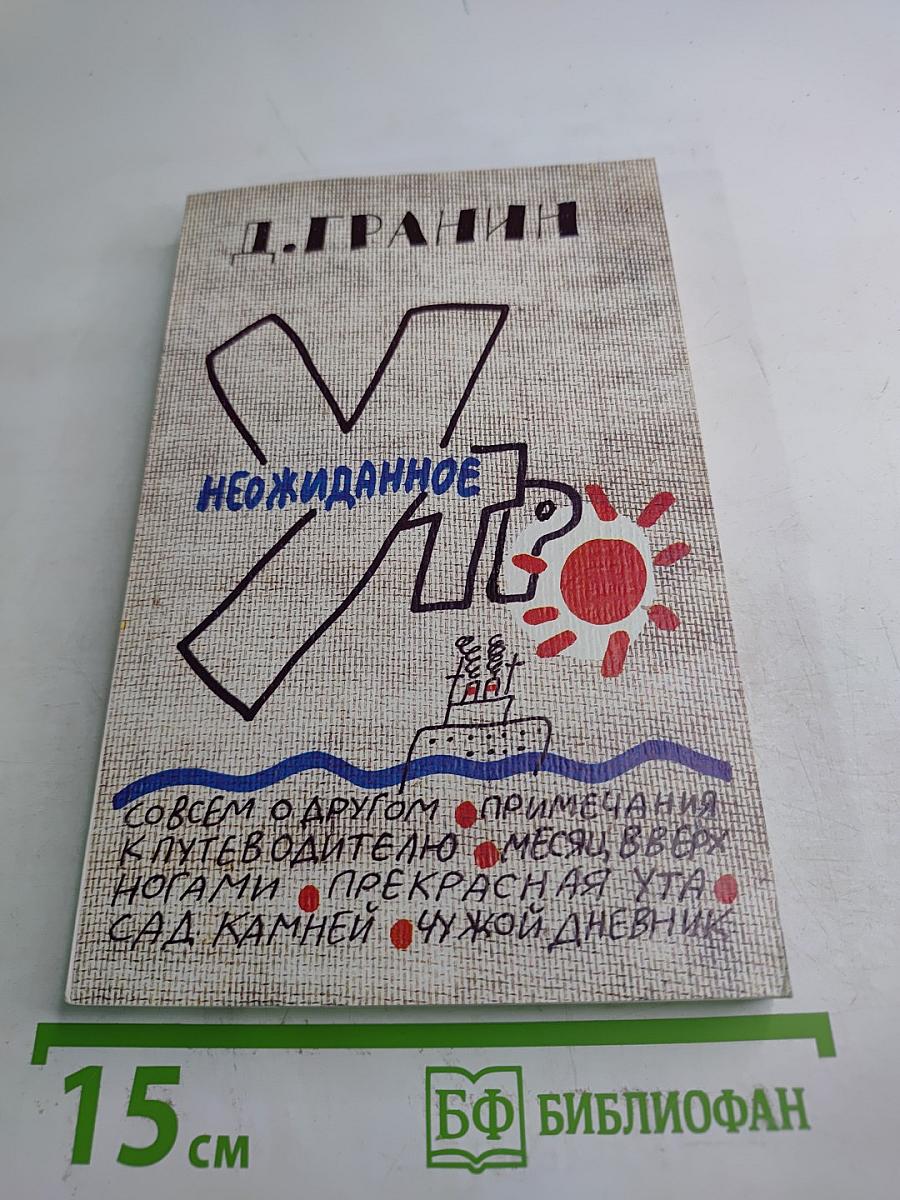 Д.ГРАНИН
НЕОЖИДАННОЕ
УТР
СОВСЕМ О ДРУГОМ ● ПРИМЕЧАНИЯ
К ПУТЕВОДИТЕЛЮ ● МЕСЯЦ ВВЕРХ
НОГАМИ ● ПРЕКРАСНАЯ УТА ●
САД КАМНЕЙ ● ЧУЖОЙ ДНЕВНИК
15 см
БФ БИБЛИОФАН